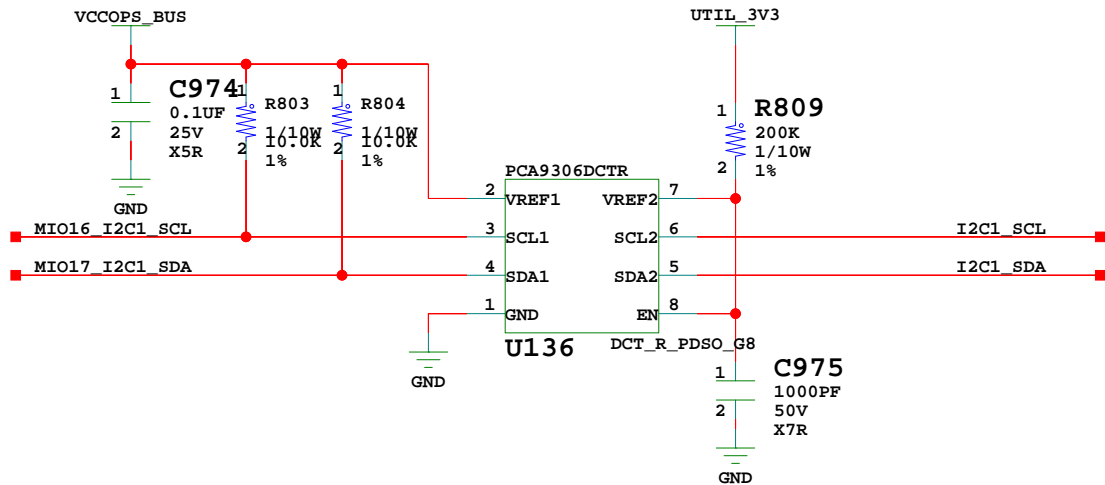 VCCOPS_BUS
UTIL_3V3
1
C974
0.1UF
25V
X5R
2
GND
1
R803
1/10W
10.0K
1%
2
1
R804
1/10W
10.0K
1%
2
1
R809
200K
1/10W
1%
2
PCA9306DCTR
2 VREF1 VREF2 7
MIO16_I2C1_SCL 3 SCL1 SCL2 6 I2C1_SCL
MIO17_I2C1_SDA 4 SDA1 SDA2 5 I2C1_SDA
1 GND EN 8
U136 DCT_R_PDSO_G8
GND
1
C975
1000PF
50V
X7R
2
GND